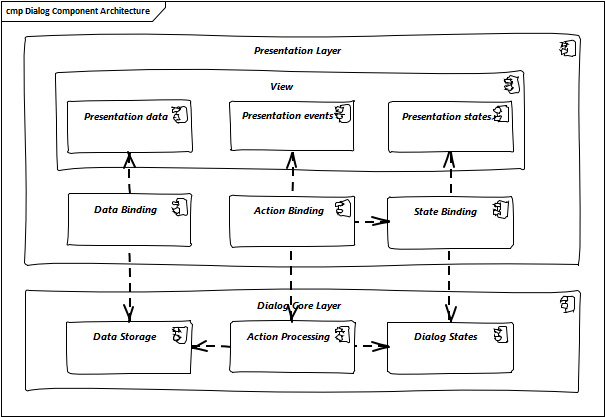 cmp Dialog Component Architecture
Presentation Layer
View
Presentation data
Presentation events
Presentation states
Data Binding
Action Binding
State Binding
Dialog Core Layer
Data Storage
Action Processing
Dialog States